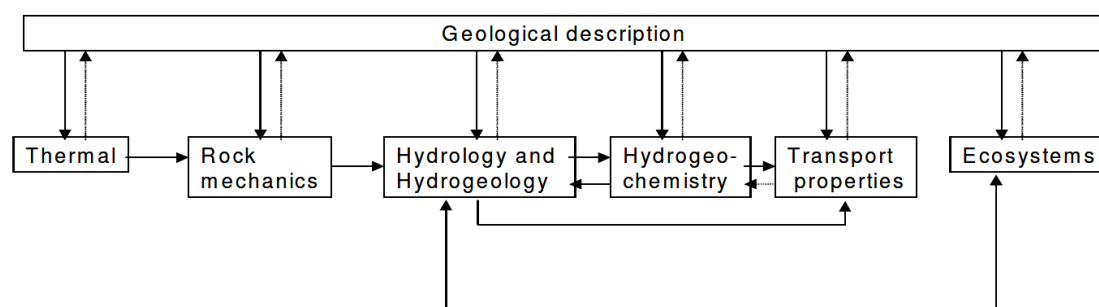 Geological description
Thermal
Rock
mechanics
Hydrology and
Hydrogeology
Hydrogeo-
chemistry
Transport
properties
Ecosystems